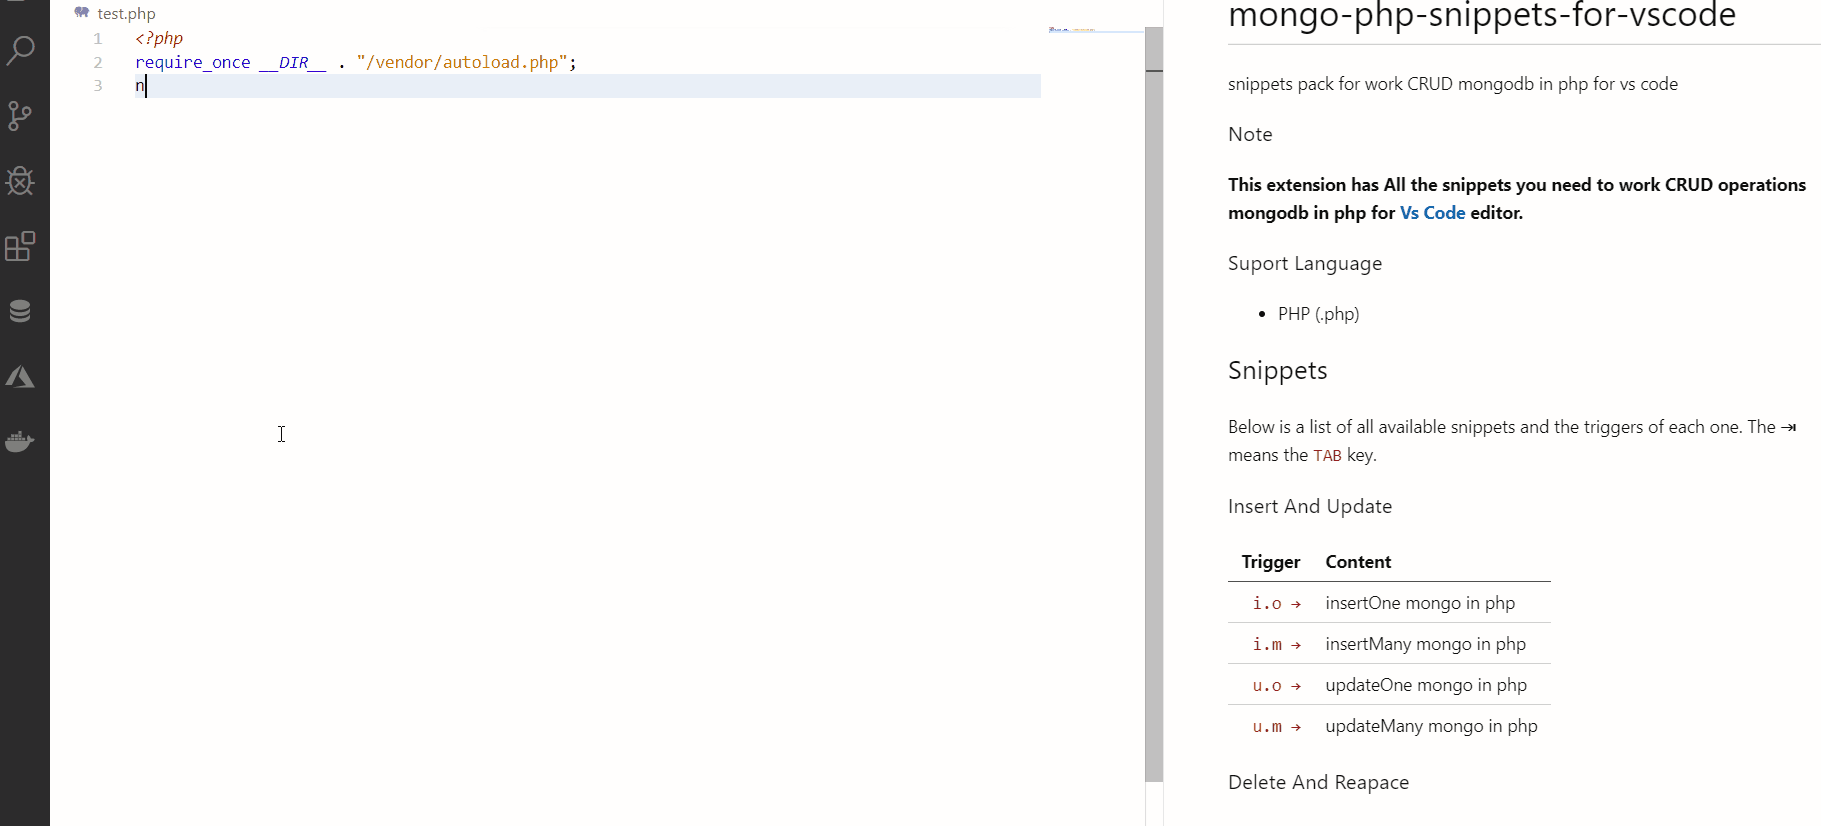 test.php
1 <?php
2 require_once __DIR__ . "/vendor/autoload.php";
3 n
mongo-php-snippets-for-vscode
snippets pack for work CRUD mongodb in php for vs code
Note
This extension has All the snippets you need to work CRUD operations
mongodb in php for Vs Code editor.
Suport Language
• PHP (.php)
Snippets
Below is a list of all available snippets and the triggers of each one. The ⇥
means the TAB key.
Insert And Update
Trigger Content
i.o → insertOne mongo in php
i.m → insertMany mongo in php
u.o → updateOne mongo in php
u.m → updateMany mongo in php
Delete And Reapace